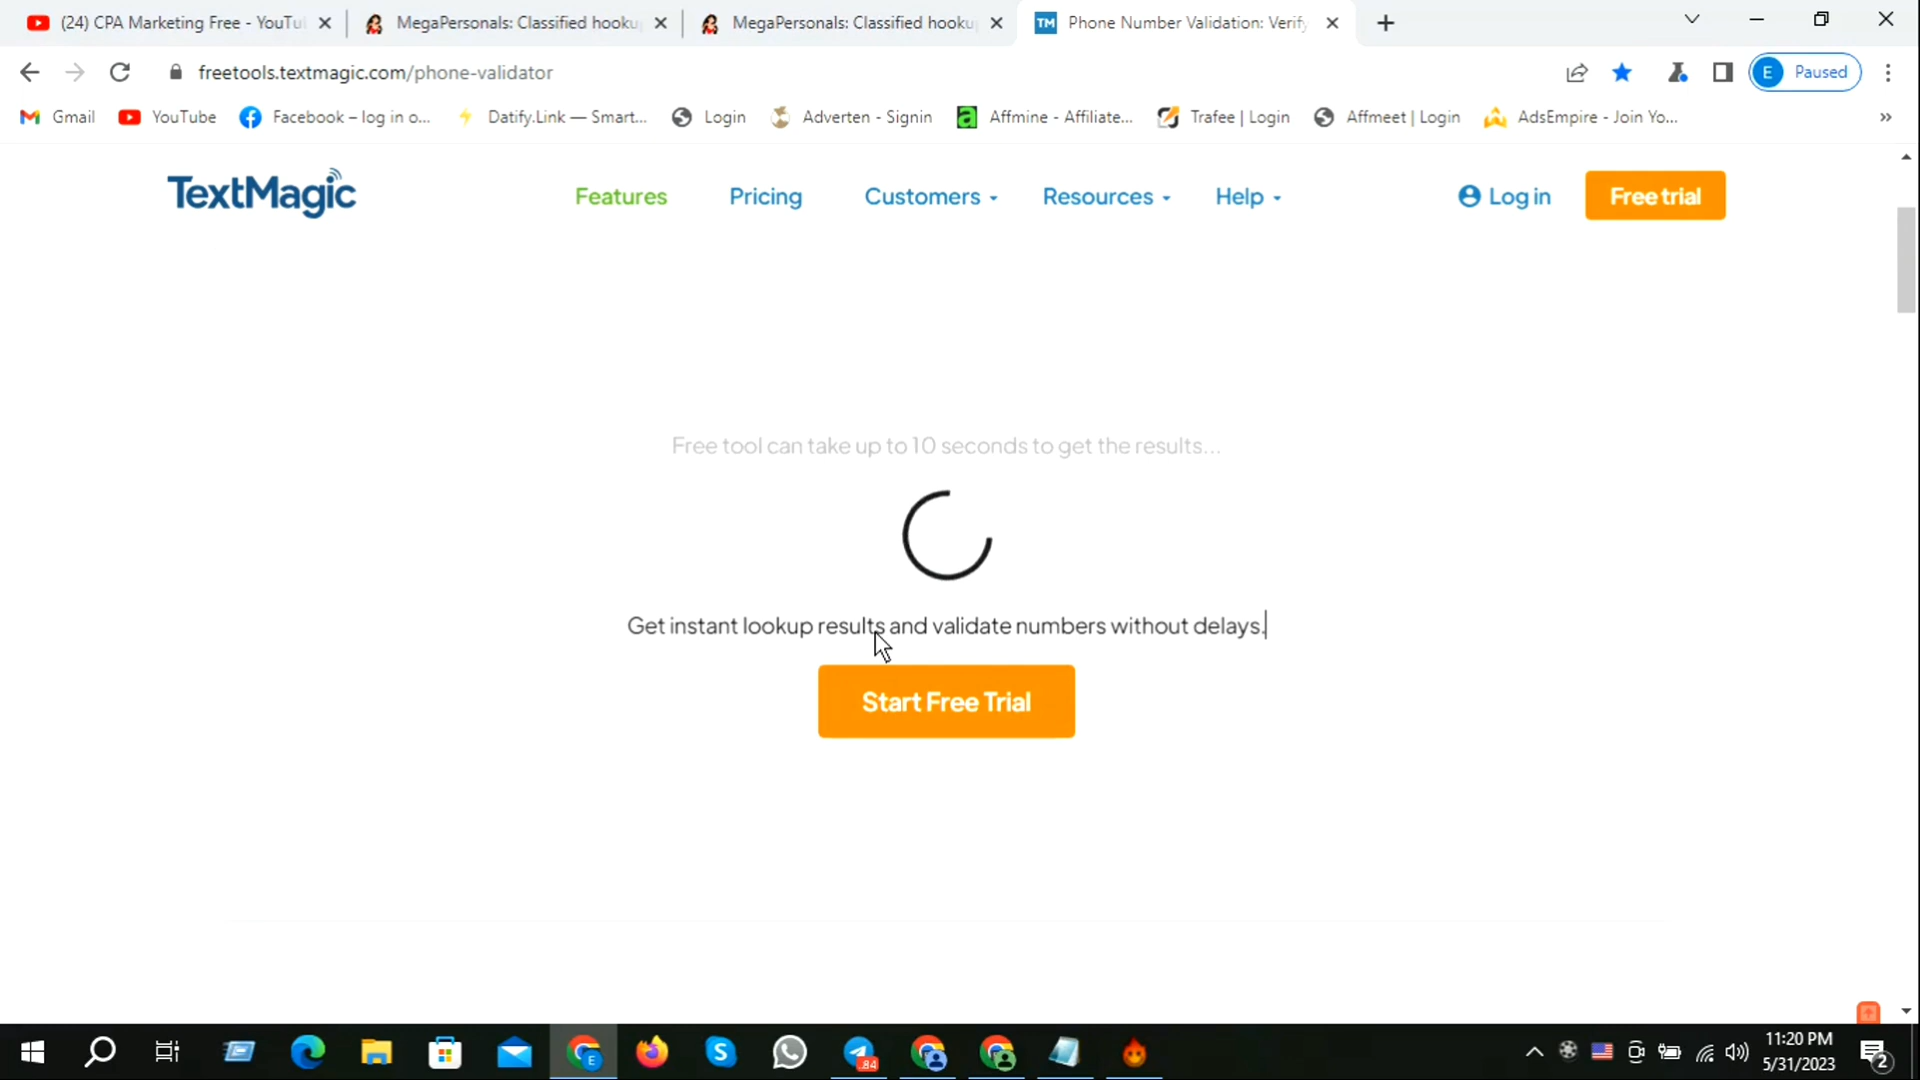 (24) CPA Marketing Free - YouTu
MegaPersonals: Classified hooku
MegaPersonals: Classified hooku
TM Phone Number Validation: Verify
freetools.textmagic.com/phone-validator
E Paused
Gmail
YouTube
Facebook – log in o...
Datify.Link — Smart...
Login
Adverten - Signin
Affmine - Affiliate...
Trafee | Login
Affmeet | Login
AdsEmpire - Join Yo...
»
TextMagic
Features
Pricing
Customers
Resources
Help
Log in
Free trial
Free tool can take up to 10 seconds to get the results...
Get instant lookup results and validate numbers without delays.
Start Free Trial
E
84
11:20 PM
5/31/2023
2